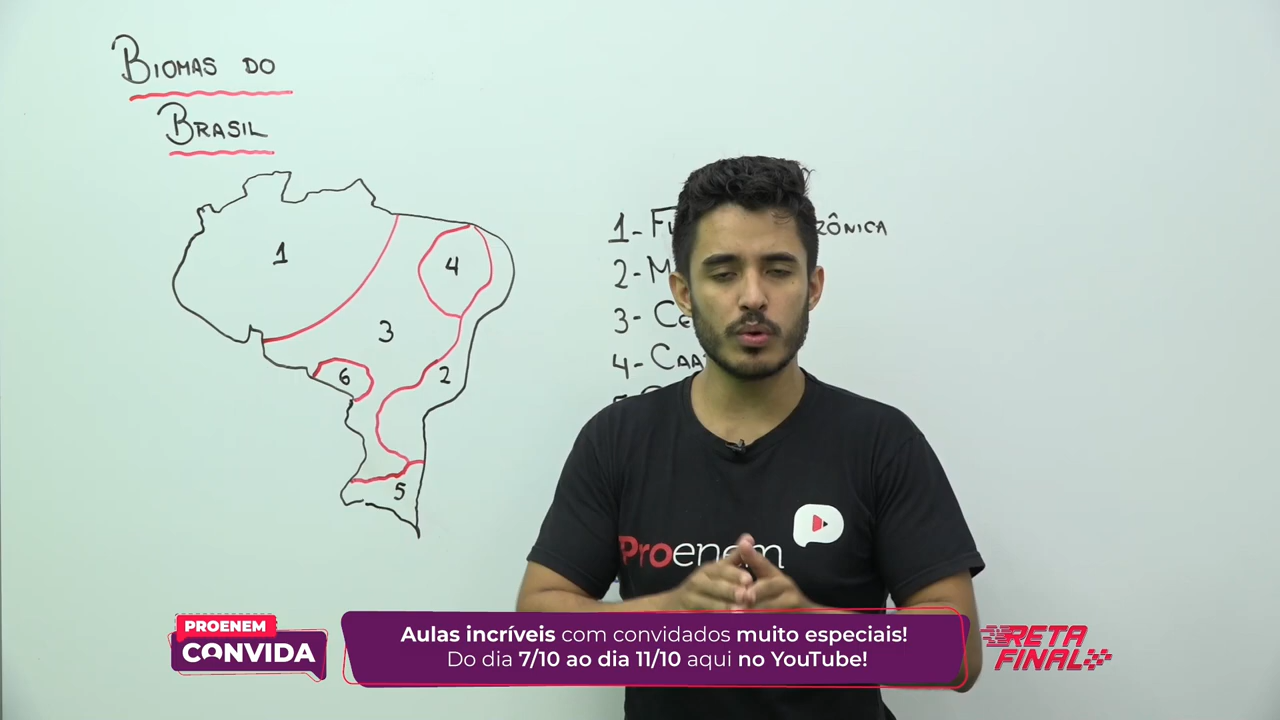 BIOMAS DO
BRASIL
1
4
3
6
2
5
1-
ZÔNICA
2- M
3- CE
4- CAA
Proenem
PROENEM
CONVIDA
Aulas incríveis com convidados muito especiais!
Do dia 7/10 ao dia 11/10 aqui no YouTube!
RETA
FINAL